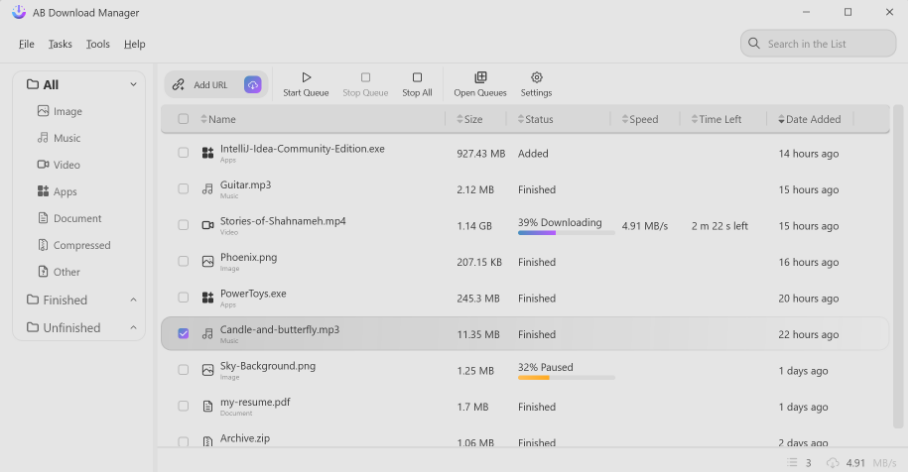 AB Download Manager
File Tasks Tools Help
Search in the List
All
Image
Music
Video
Apps
Document
Compressed
Other
Finished
Unfinished
Add URL
Start Queue Stop Queue Stop All Open Queues Settings
Name Size Status Speed Time Left Date Added
IntelliJ-Idea-Community-Edition.exe 927.43 MB Added 14 hours ago
Apps
Guitar.mp3 2.12 MB Finished 15 hours ago
Music
Stories-of-Shahnameh.mp4 1.14 GB 39% Downloading 4.91 MB/s 2 m 22 s left 15 hours ago
Video
Phoenix.png 207.15 KB Finished 16 hours ago
Image
PowerToys.exe 245.3 MB Finished 20 hours ago
Apps
Candle-and-butterfly.mp3 11.35 MB Finished 22 hours ago
Music
Sky-Background.png 1.25 MB 32% Paused 1 days ago
Image
my-resume.pdf 1.7 MB Finished 1 days ago
Document
Archive.zip 1.06 MB Finished 2 days ago
3 4.91 MB/s